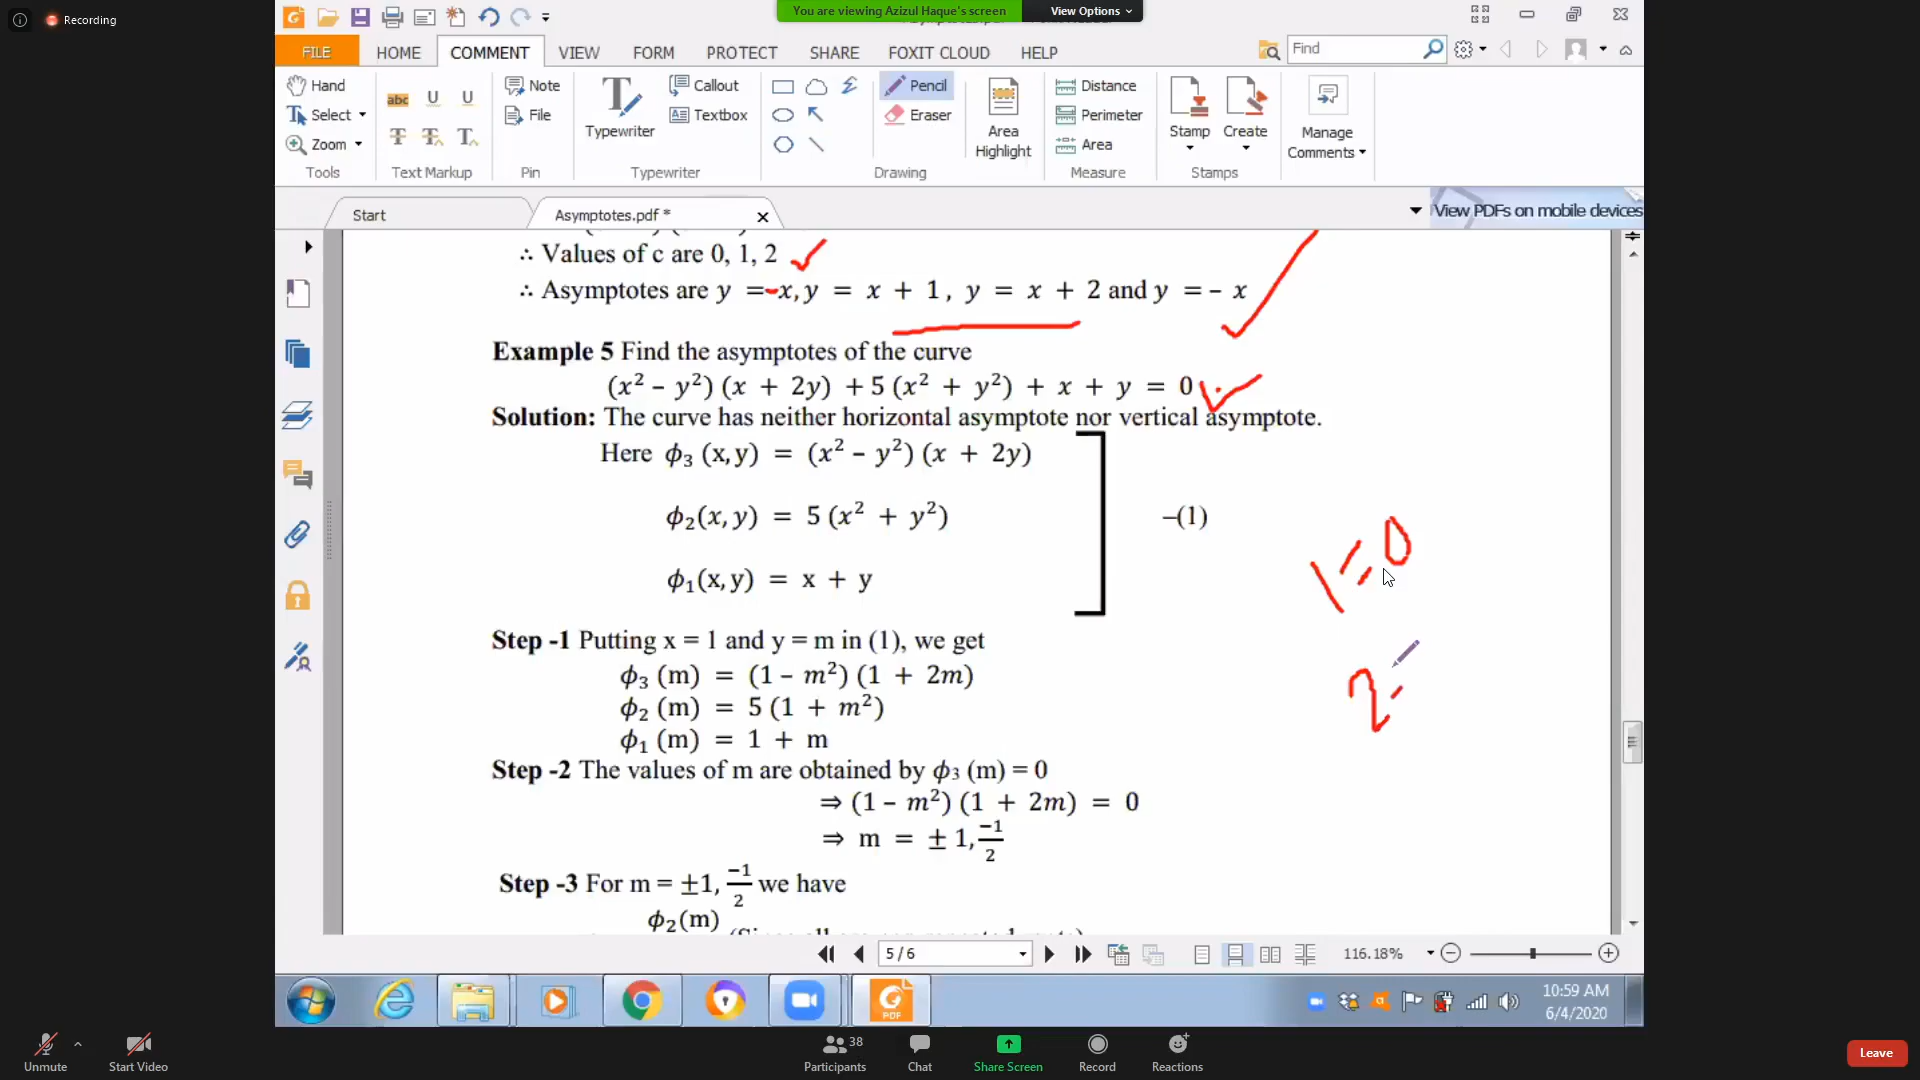 Recording
You are viewing Azizul Haque's screen
View Options
FILE HOME COMMENT VIEW FORM PROTECT SHARE FOXIT CLOUD HELP
Find
Hand
Select
Zoom
Tools
abc U U
T T T
Text Markup
Note
File
Pin
Typewriter
Callout
Textbox
Typewriter
Pencil
Eraser
Drawing
Area
Highlight
Distance
Perimeter
Area
Measure
Stamp
Create
Stamps
Manage
Comments
Start
Asymptotes.pdf *
View PDFs on mobile devices
∴ Values of c are 0, 1, 2
∴ Asymptotes are y = -x, y = x + 1, y = x + 2 and y = – x
Example 5 Find the asymptotes of the curve
(x² – y²) (x + 2y) + 5 (x² + y²) + x + y = 0
Solution: The curve has neither horizontal asymptote nor vertical asymptote.
Here ϕ₃ (x, y) = (x² – y²) (x + 2y)
ϕ₂(x, y) = 5 (x² + y²)
–(1)
ϕ₁(x, y) = x + y
1=0
Step -1 Putting x = 1 and y = m in (1), we get
ϕ₃ (m) = (1 – m²) (1 + 2m)
ϕ₂ (m) = 5 (1 + m²)
2-
ϕ₁ (m) = 1 + m
Step -2 The values of m are obtained by ϕ₃ (m) = 0
⇒ (1 – m²) (1 + 2m) = 0
⇒ m = ± 1, -1/2
Step -3 For m = ±1, -1/2 we have
ϕ₂(m)
5 / 6
116.18%
PDF
10:59 AM
6/4/2020
Unmute
Start Video
38
Participants
Chat
Share Screen
Record
Reactions
Leave